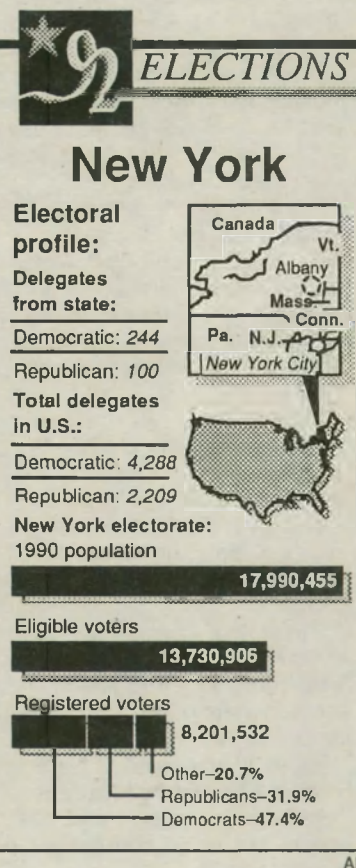 92
ELECTIONS
New York
Electoral
profile:
Delegates
from state:
Democratic: 244
Republican: 100
Total delegates
in U.S.:
Democratic: 4,288
Republican: 2,209
Canada
Vt.
Albany
Mass.
Conn.
Pa. N.J.
New York City
New York electorate:
1990 population
17,990,455
Eligible voters
13,730,906
Registered voters
8,201,532
Other–20.7%
Republicans–31.9%
Democrats–47.4%
A